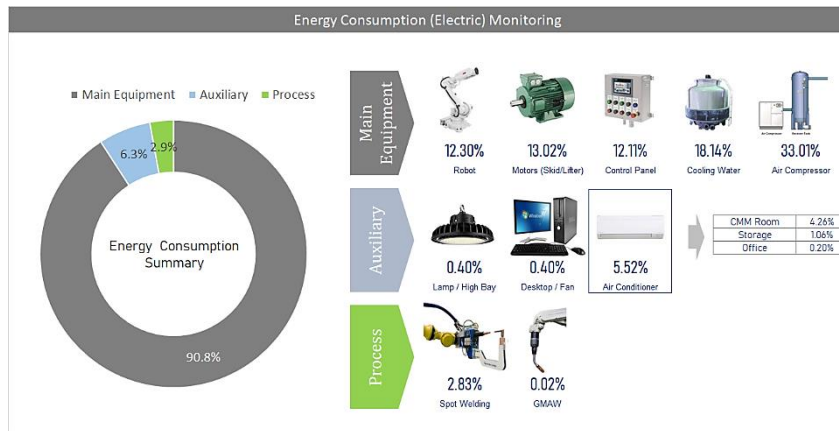 Energy Consumption (Electric) Monitoring
Main Equipment Auxiliary Process
6.3%
2.9%
Energy Consumption
Summary
90.8%
Main
Equipment
12.30%
Robot
13.02%
Motors (Skid/Lifter)
12.11%
Control Panel
18.14%
Cooling Water
Air Compressor
33.01%
Air Compressor
Auxiliary
0.40%
Lamp / High Bay
0.40%
Desktop / Fan
5.52%
Air Conditioner
CMM Room 4.26%
Storage 1.06%
Office 0.20%
Process
2.83%
Spot Welding
0.02%
GMAW